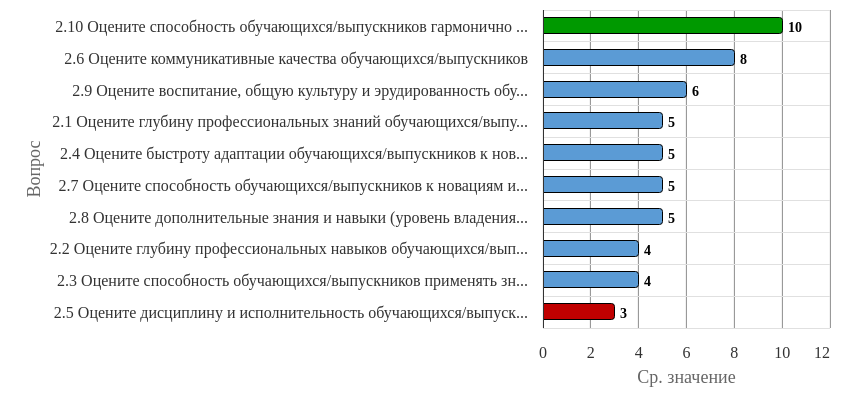 2.10 Оцените способность обучающихся/выпускников гармонично ... 10
2.6 Оцените коммуникативные качества обучающихся/выпускников 8
2.9 Оцените воспитание, общую культуру и эрудированность обу... 6
2.1 Оцените глубину профессиональных знаний обучающихся/выпу... 5
2.4 Оцените быстроту адаптации обучающихся/выпускников к нов... 5
2.7 Оцените способность обучающихся/выпускников к новациям и... 5
2.8 Оцените дополнительные знания и навыки (уровень владения... 5
2.2 Оцените глубину профессиональных навыков обучающихся/вып... 4
2.3 Оцените способность обучающихся/выпускников применять зн... 4
2.5 Оцените дисциплину и исполнительность обучающихся/выпуск... 3
Вопрос
0 2 4 6 8 10 12
Ср. значение